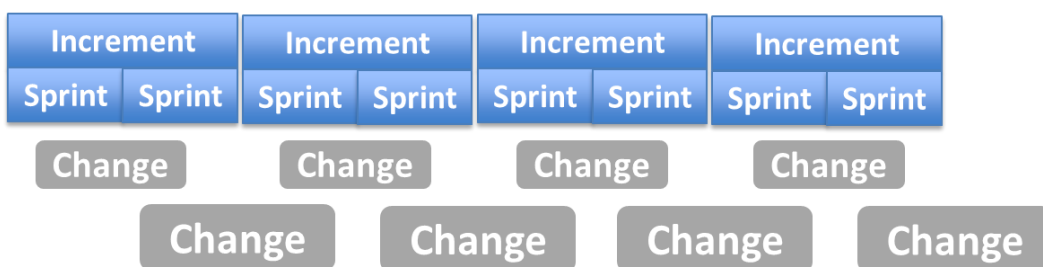 Increment Increment Increment Increment
Sprint Sprint Sprint Sprint Sprint Sprint Sprint Sprint
Change Change Change Change
Change Change Change Change